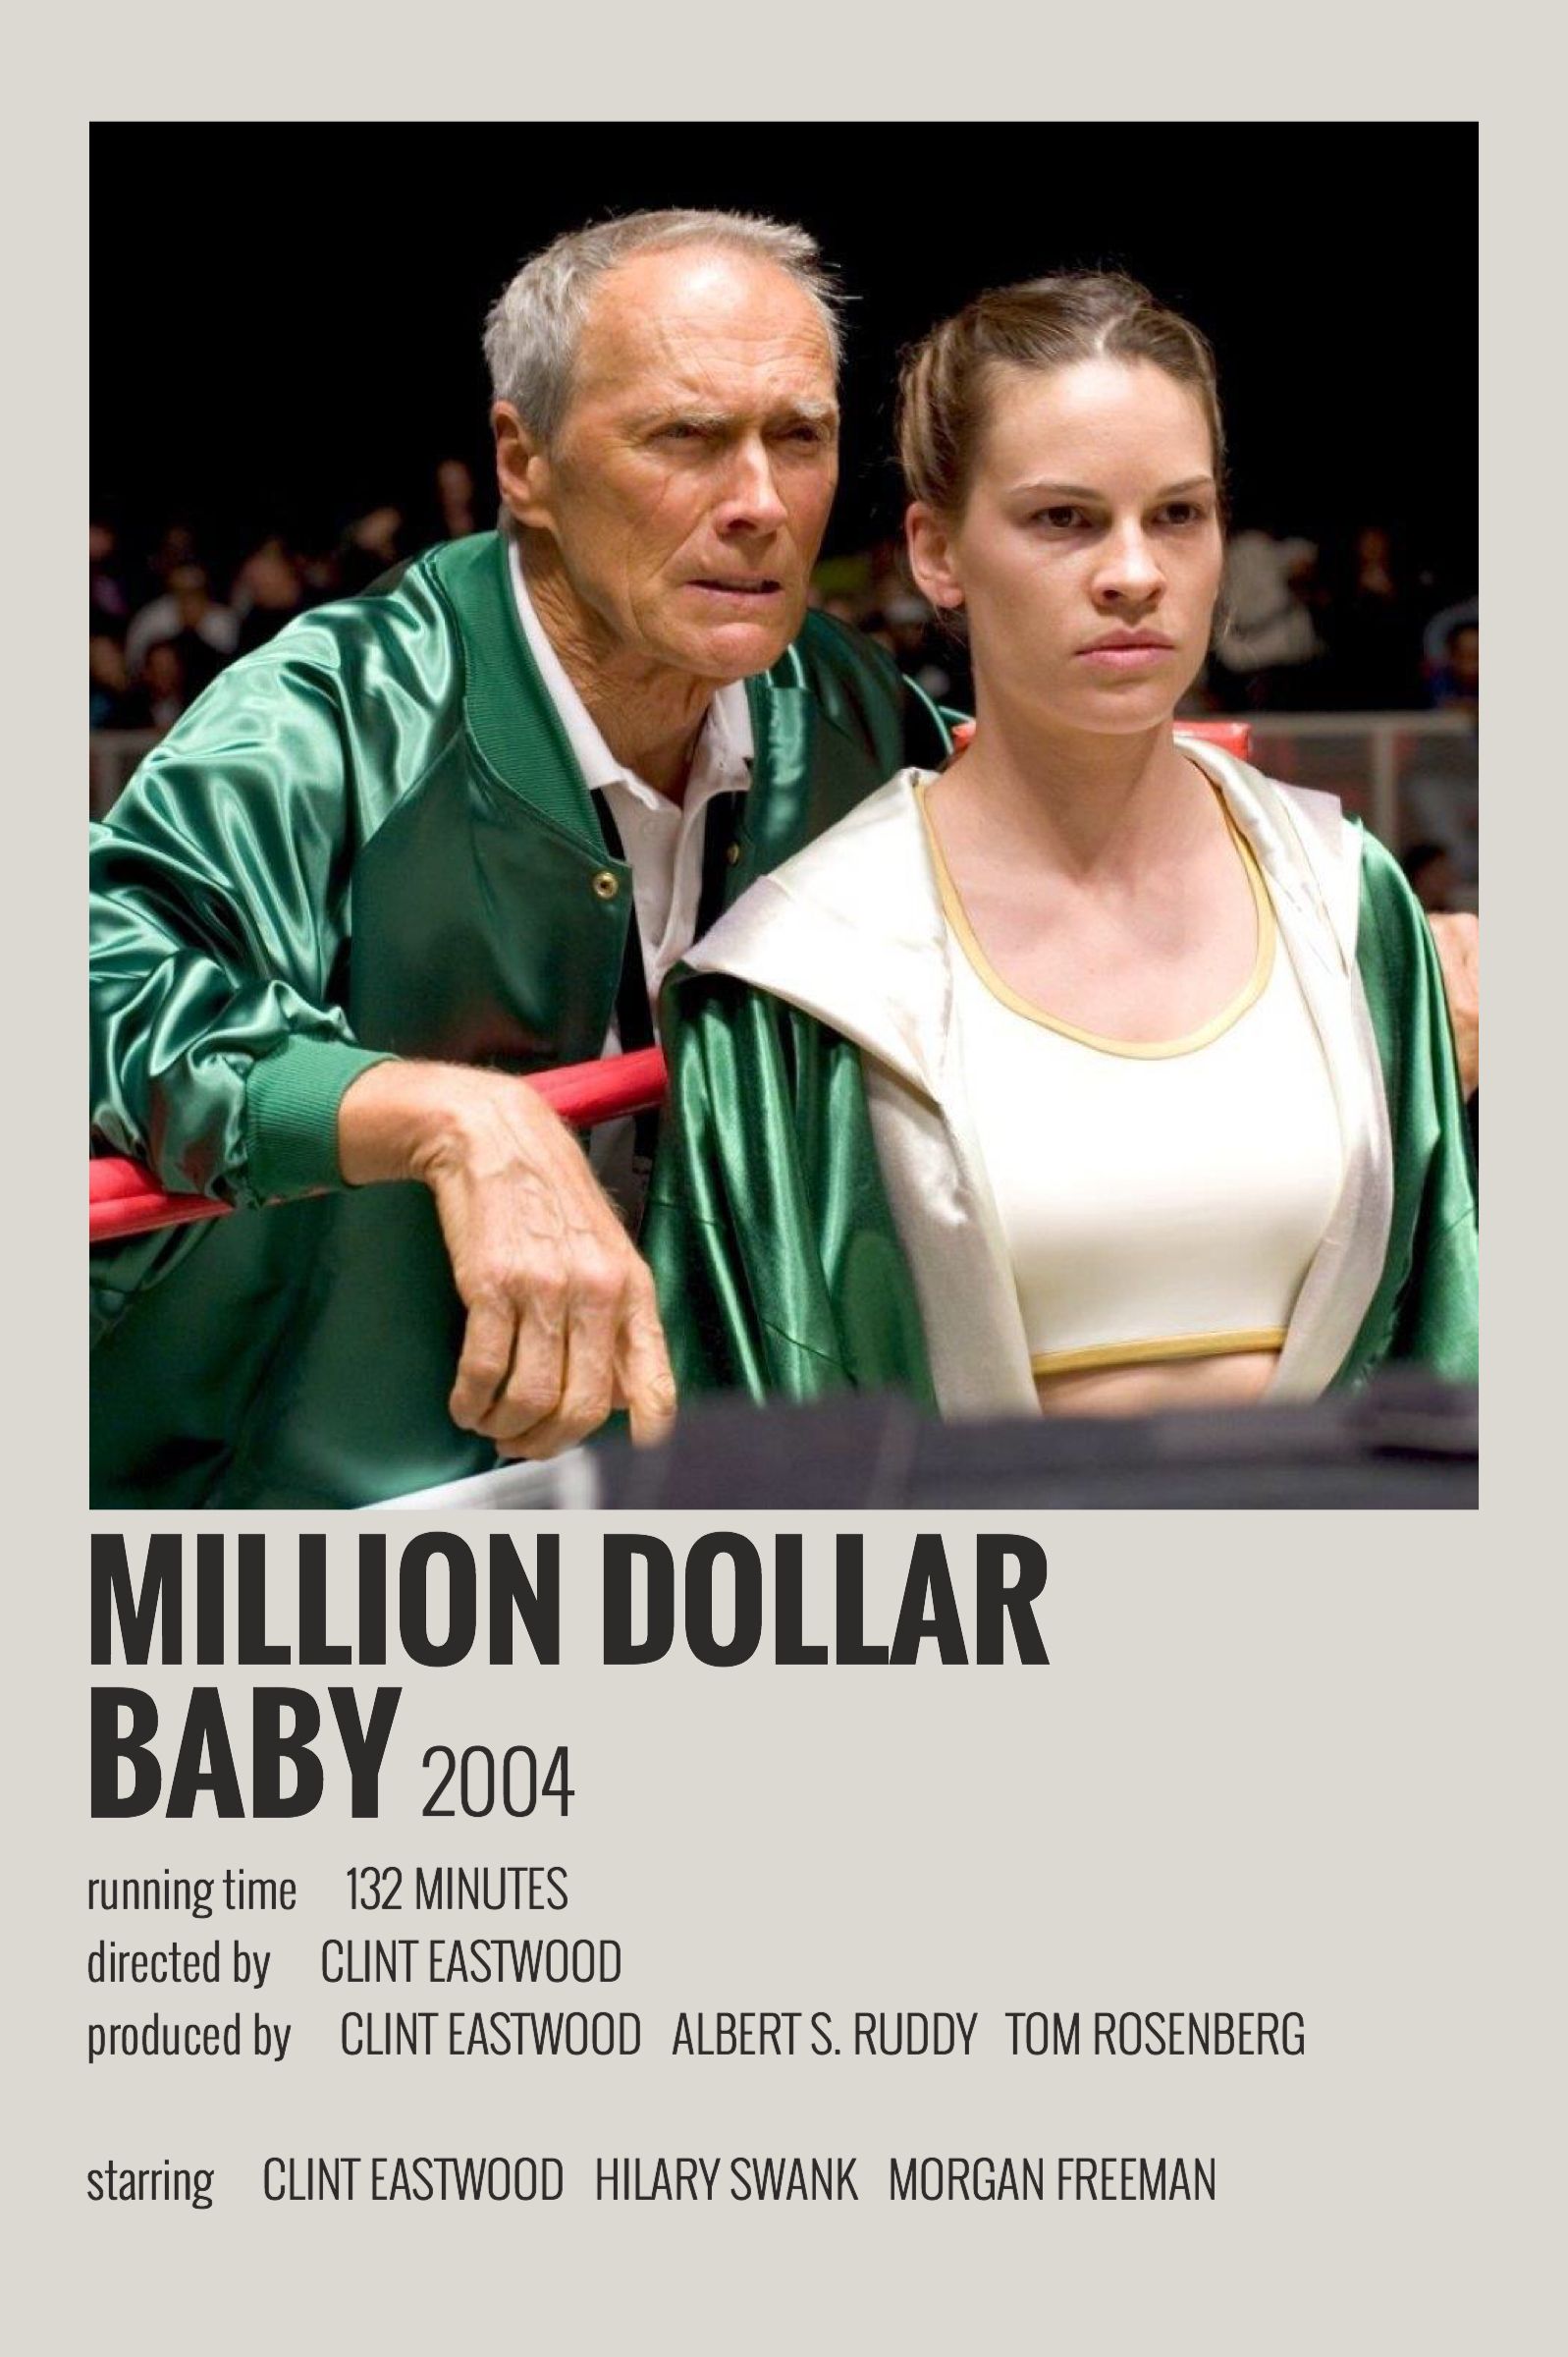 MILLION DOLLAR
BABY 2004
running time 132 MINUTES
directed by CLINT EASTWOOD
produced by CLINT EASTWOOD ALBERT S. RUDDY TOM ROSENBERG
starring CLINT EASTWOOD HILARY SWANK MORGAN FREEMAN